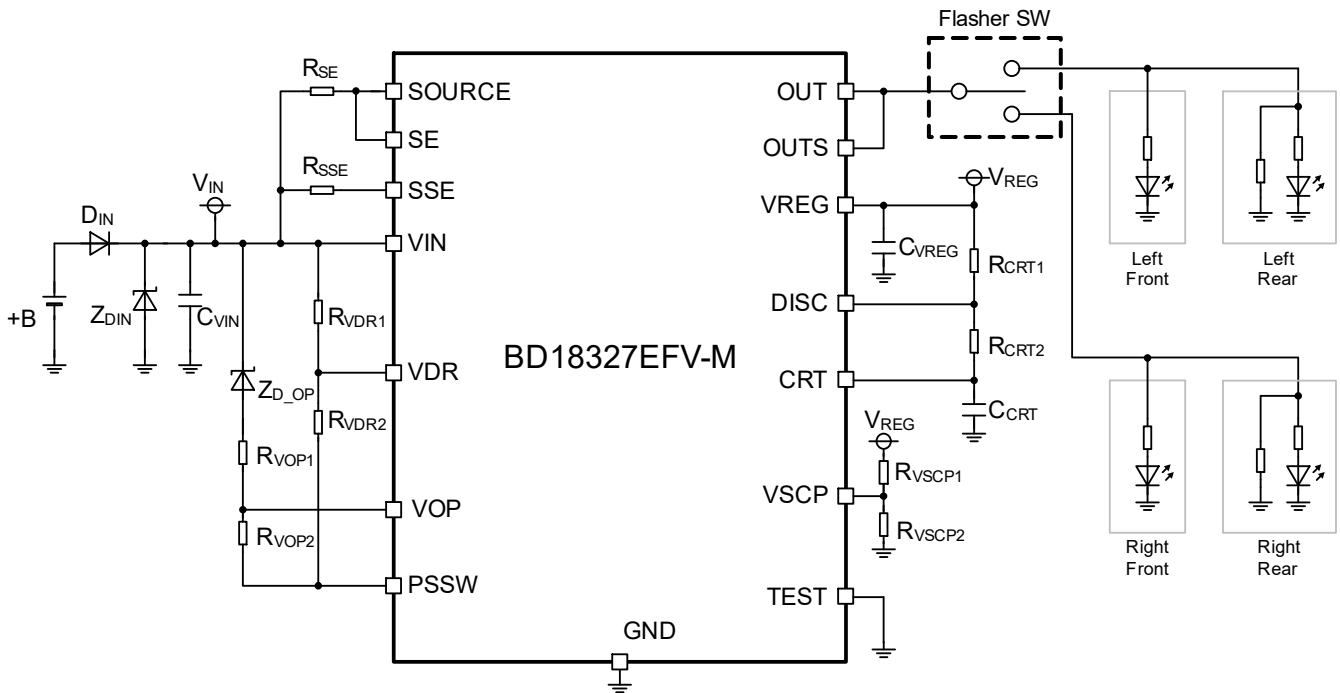 Flasher SW
RSE
SOURCE
OUT
SE
OUTS
RSSE
SSE
VREG
VREG
VIN
DIN
VIN
CVREG
RCRT1
Left
Front
Left
Rear
+B
ZDIN
CVIN
RVDR1
DISC
BD18327EFV-M
RCRT2
ZD_OP
VDR
CRT
RVDR2
CCRT
VREG
RVOP1
RVSCP1
VSCP
VOP
RVOP2
RVSCP2
Right
Front
Right
Rear
PSSW
TEST
GND